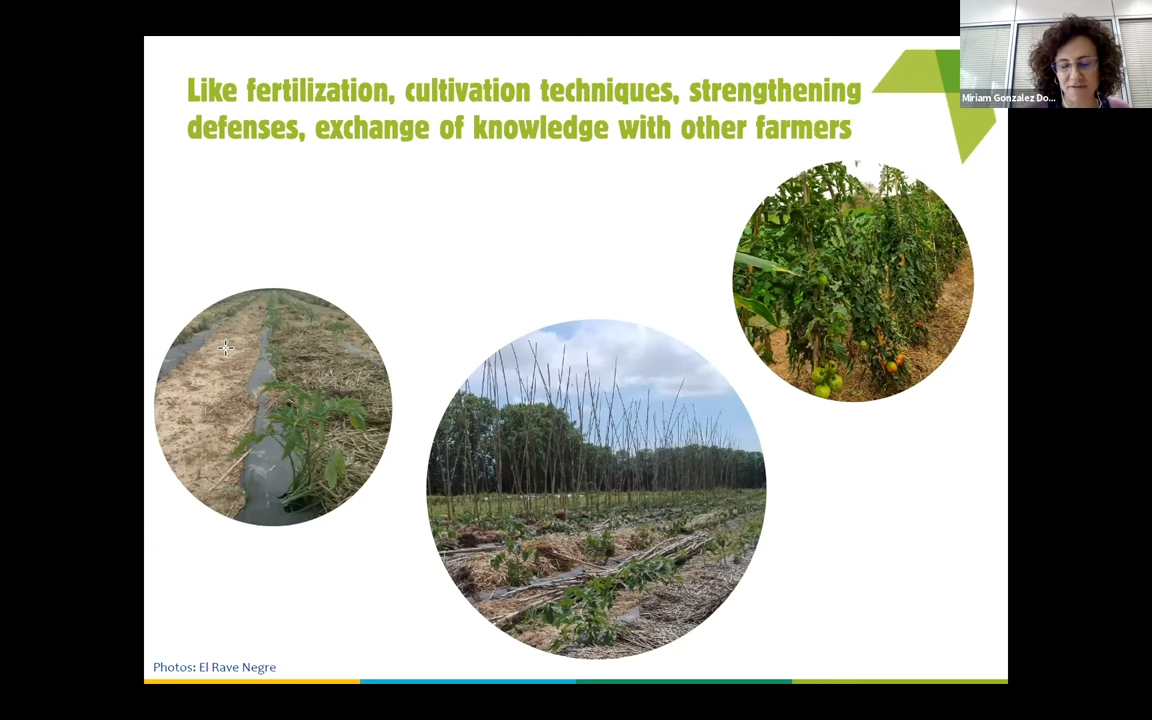 Like fertilization, cultivation techniques, strengthening
defenses, exchange of knowledge with other farmers
Miriam Gonzalez Do...
Photos: El Rave Negre